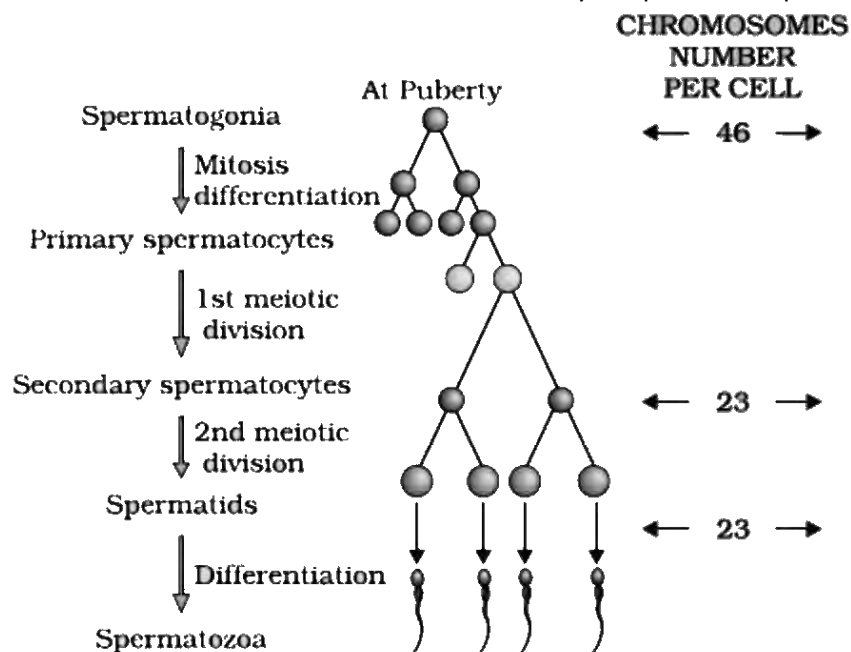 CHROMOSOMES
NUMBER
PER CELL
At Puberty
Spermatogonia
46
Mitosis
differentiation
Primary spermatocytes
1st meiotic
division
Secondary spermatocytes
23
2nd meiotic
division
Spermatids
23
Differentiation
Spermatozoa